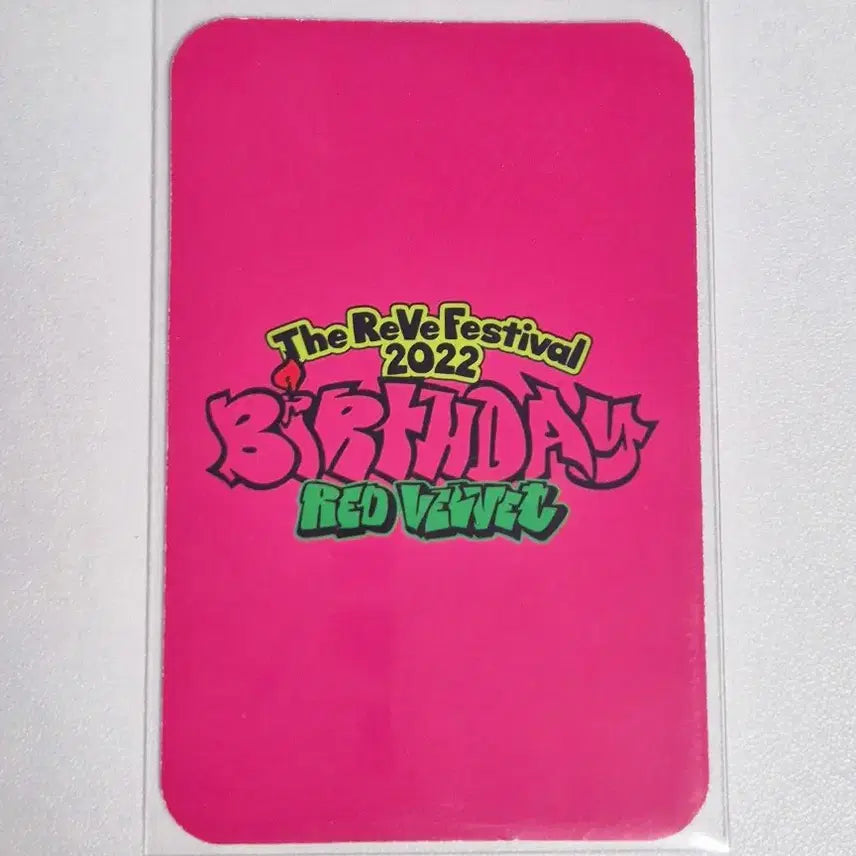 The ReVe Festival
2022
BiRTHDAY
RED VELVET